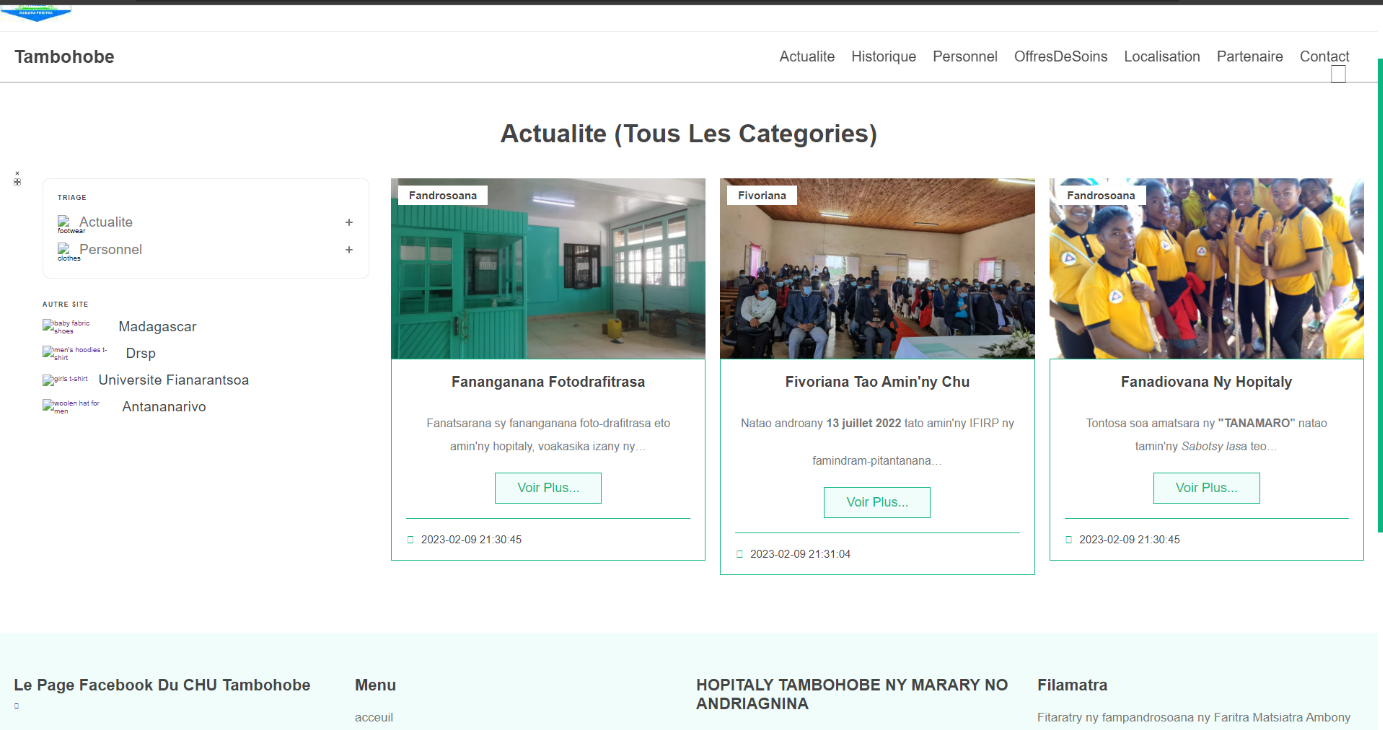 Tambohobe
Actualite Historique Personnel OffresDeSoins Localisation Partenaire Contact
Actualite (Tous Les Categories)
TRIAGE
Actualite +
footwear
Personnel +
clothes
AUTRE SITE
baby fabric shoes Madagascar
men's hoodies t-shirt Drsp
girls t-shirt Universite Fianarantsoa
woolen hat for men Antananarivo
Fandrosoana
Fananganana Fotodrafitrasa
Fanatsarana sy fananganana foto-drafitrasa eto
amin'ny hopitaly, voakasika izany ny…
Voir Plus...
2023-02-09 21:30:45
Fivoriana
Fivoriana Tao Amin'ny Chu
Natao androany 13 juillet 2022 tato amin'ny IFIRP ny
famindram-pitantanana…
Voir Plus...
2023-02-09 21:31:04
Fandrosoana
Fanadiovana Ny Hopitaly
Tontosa soa amatsara ny "TANAMARO" natao
tamin'ny Sabotsy lasa teo…
Voir Plus...
2023-02-09 21:30:45
Le Page Facebook Du CHU Tambohobe
Menu
acceuil
HOPITALY TAMBOHOBE NY MARARY NO
ANDRIAGNINA
Filamatra
Fitaratry ny fampandrosoana ny Faritra Matsiatra Ambony